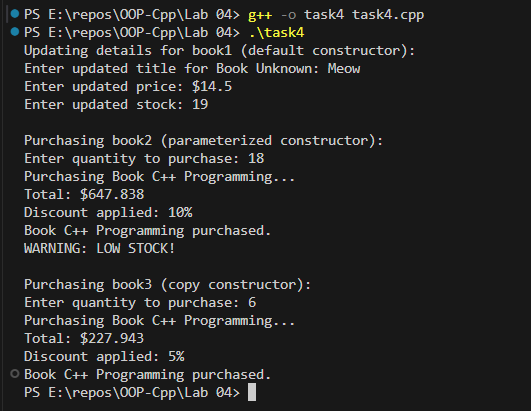 PS E:\repos\OOP-Cpp\Lab 04> g++ -o task4 task4.cpp
PS E:\repos\OOP-Cpp\Lab 04> .\task4
Updating details for book1 (default constructor):
Enter updated title for Book Unknown: Meow
Enter updated price: $14.5
Enter updated stock: 19

Purchasing book2 (parameterized constructor):
Enter quantity to purchase: 18
Purchasing Book C++ Programming...
Total: $647.838
Discount applied: 10%
Book C++ Programming purchased.
WARNING: LOW STOCK!

Purchasing book3 (copy constructor):
Enter quantity to purchase: 6
Purchasing Book C++ Programming...
Total: $227.943
Discount applied: 5%
Book C++ Programming purchased.
PS E:\repos\OOP-Cpp\Lab 04>